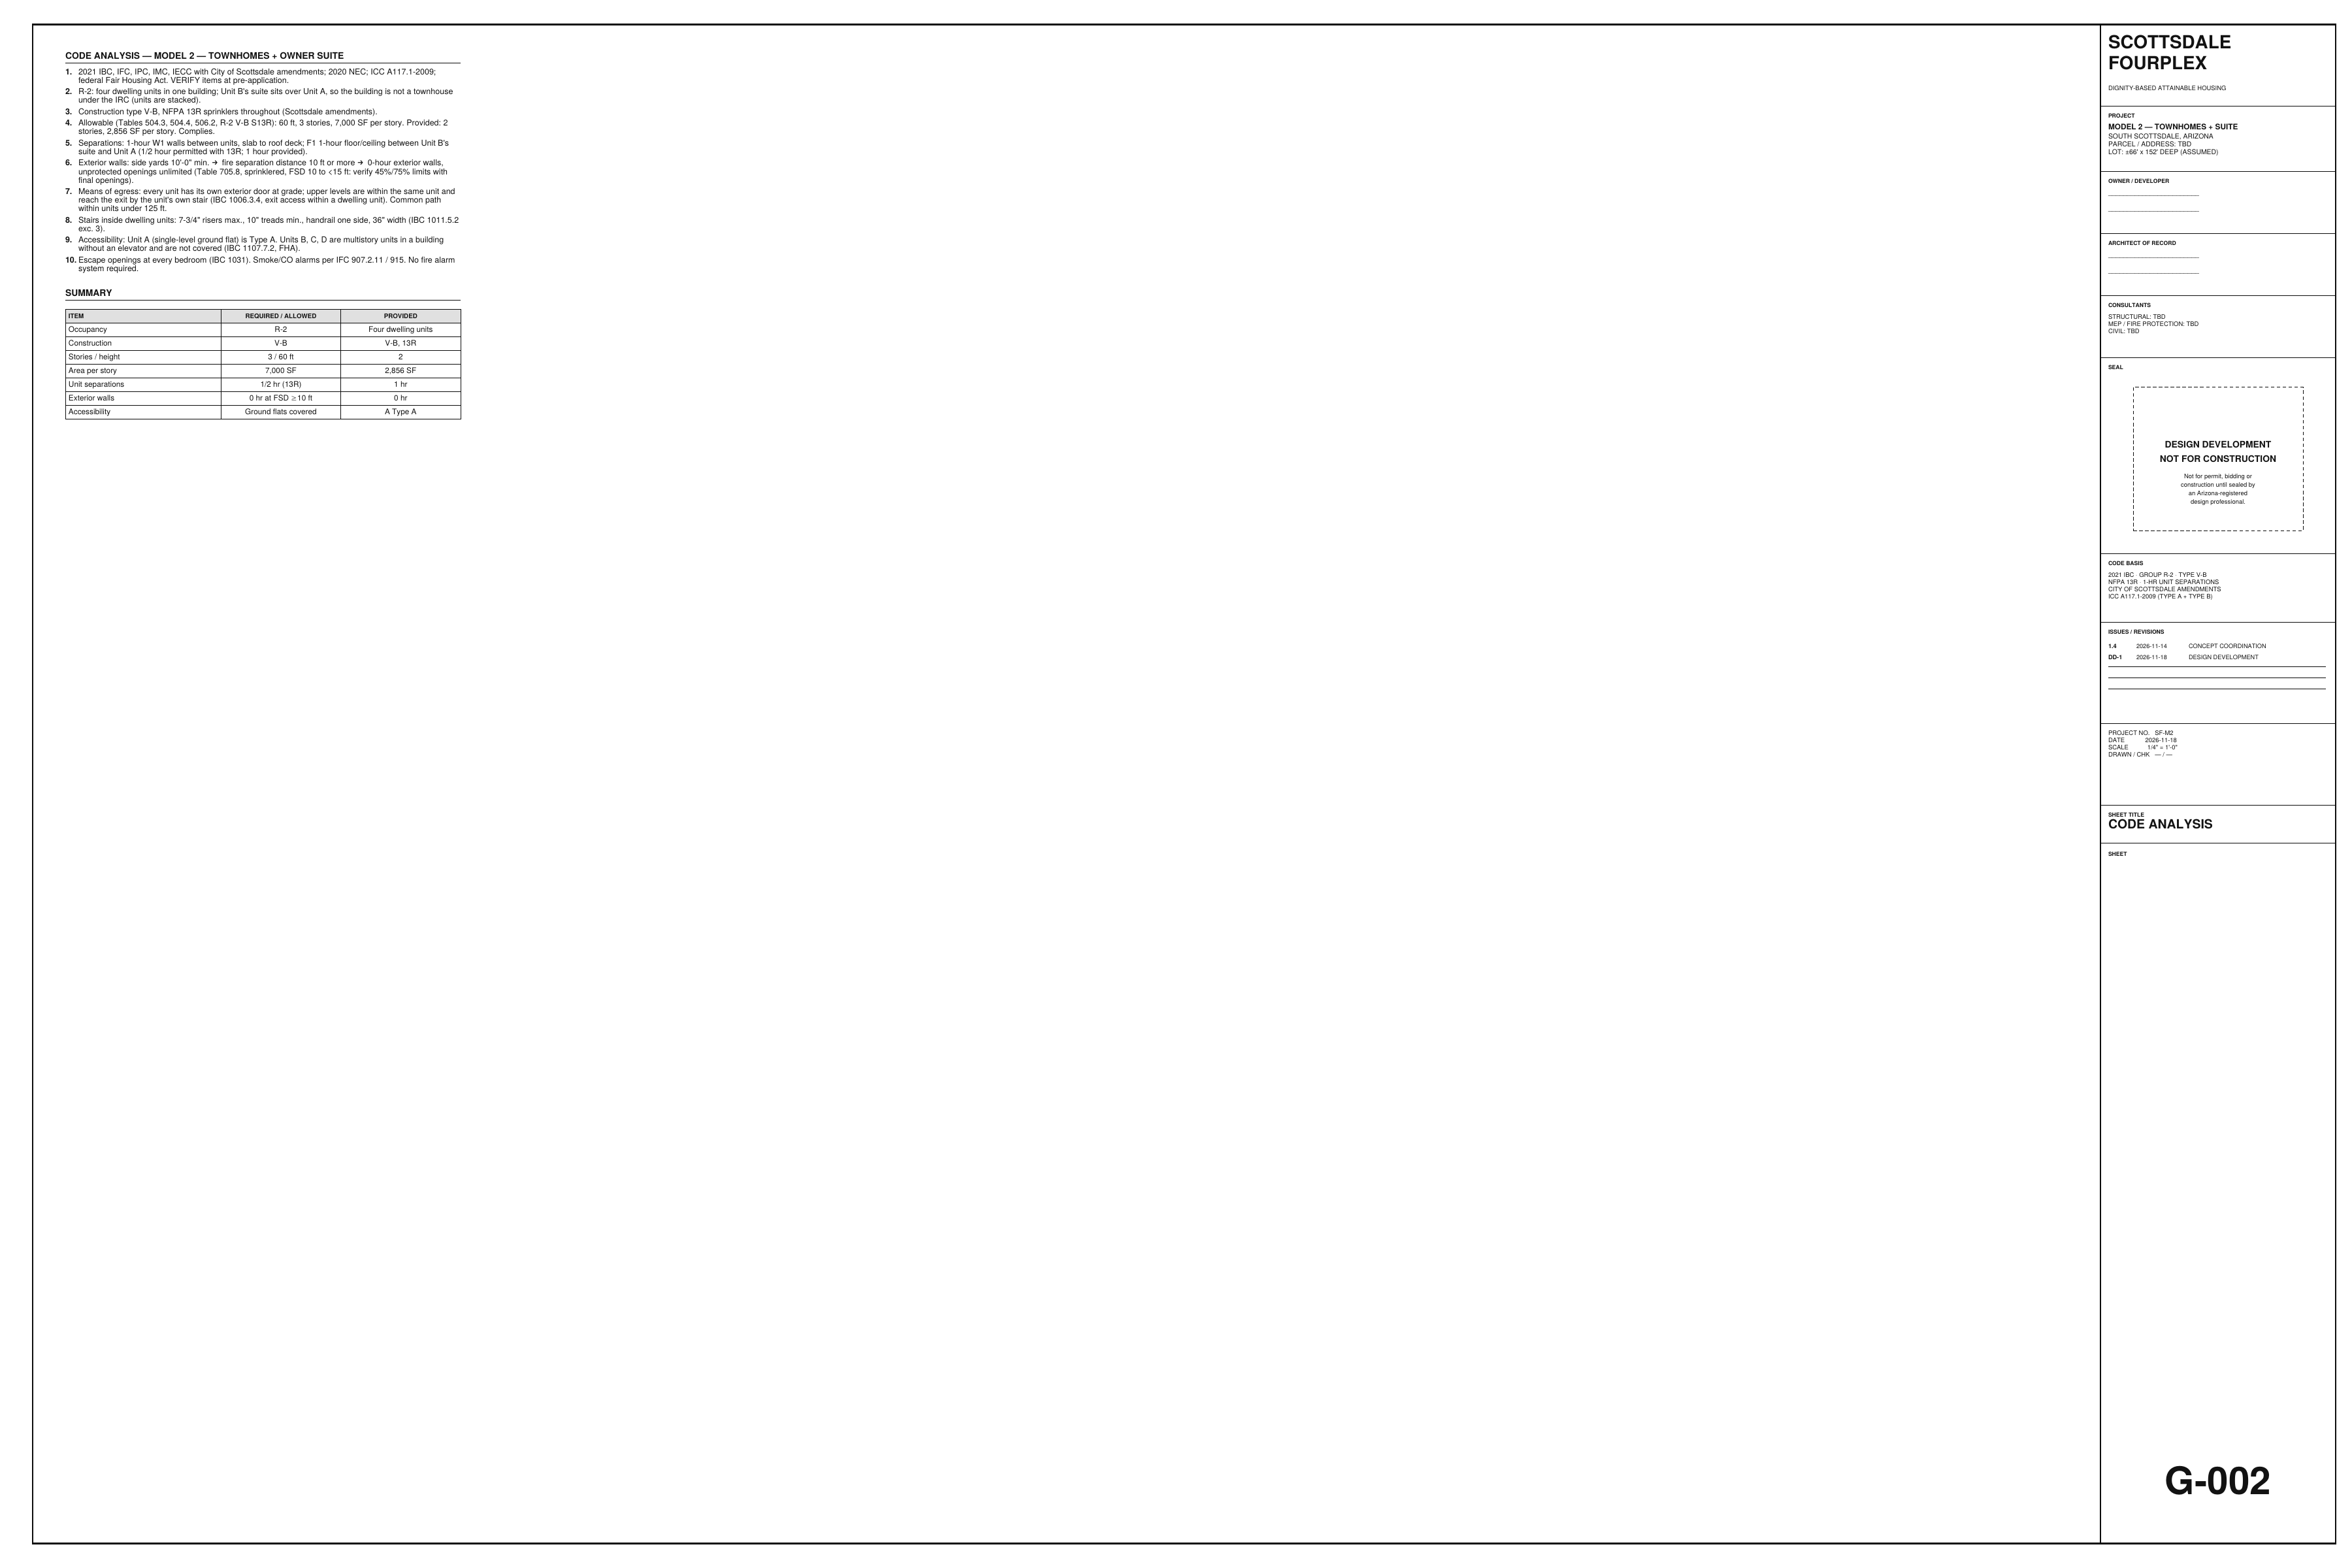 CODE ANALYSIS — MODEL 2 — TOWNHOMES + OWNER SUITE
1. 2021 IBC, IFC, IPC, IMC, IECC with City of Scottsdale amendments; 2020 NEC; ICC A117.1-2009;
federal Fair Housing Act. VERIFY items at pre-application.
2. R-2: four dwelling units in one building; Unit B's suite sits over Unit A, so the building is not a townhouse
under the IRC (units are stacked).
3. Construction type V-B, NFPA 13R sprinklers throughout (Scottsdale amendments).
4. Allowable (Tables 504.3, 504.4, 506.2, R-2 V-B S13R): 60 ft, 3 stories, 7,000 SF per story. Provided: 2
stories, 2,856 SF per story. Complies.
5. Separations: 1-hour W1 walls between units, slab to roof deck; F1 1-hour floor/ceiling between Unit B's
suite and Unit A (1/2 hour permitted with 13R; 1 hour provided).
6. Exterior walls: side yards 10'-0" min. → fire separation distance 10 ft or more → 0-hour exterior walls,
unprotected openings unlimited (Table 705.8, sprinklered, FSD 10 to <15 ft: verify 45%/75% limits with
final openings).
7. Means of egress: every unit has its own exterior door at grade; upper levels are within the same unit and
reach the exit by the unit's own stair (IBC 1006.3.4, exit access within a dwelling unit). Common path
within units under 125 ft.
8. Stairs inside dwelling units: 7-3/4" risers max., 10" treads min., handrail one side, 36" width (IBC 1011.5.2
exc. 3).
9. Accessibility: Unit A (single-level ground flat) is Type A. Units B, C, D are multistory units in a building
without an elevator and are not covered (IBC 1107.7.2, FHA).
10. Escape openings at every bedroom (IBC 1031). Smoke/CO alarms per IFC 907.2.11 / 915. No fire alarm
system required.
SUMMARY
ITEM REQUIRED / ALLOWED PROVIDED
Occupancy R-2 Four dwelling units
Construction V-B V-B, 13R
Stories / height 3 / 60 ft 2
Area per story 7,000 SF 2,856 SF
Unit separations 1/2 hr (13R) 1 hr
Exterior walls 0 hr at FSD ≥10 ft 0 hr
Accessibility Ground flats covered A Type A
SCOTTSDALE
FOURPLEX
DIGNITY-BASED ATTAINABLE HOUSING
PROJECT
MODEL 2 — TOWNHOMES + SUITE
SOUTH SCOTTSDALE, ARIZONA
PARCEL / ADDRESS: TBD
LOT: ±66' x 152' DEEP (ASSUMED)
OWNER / DEVELOPER
ARCHITECT OF RECORD
CONSULTANTS
STRUCTURAL: TBD
MEP / FIRE PROTECTION: TBD
CIVIL: TBD
SEAL
DESIGN DEVELOPMENT
NOT FOR CONSTRUCTION
Not for permit, bidding or
construction until sealed by
an Arizona-registered
design professional.
CODE BASIS
2021 IBC · GROUP R-2 · TYPE V-B
NFPA 13R · 1-HR UNIT SEPARATIONS
CITY OF SCOTTSDALE AMENDMENTS
ICC A117.1-2009 (TYPE A + TYPE B)
ISSUES / REVISIONS
1.4 2026-11-14 CONCEPT COORDINATION
DD-1 2026-11-18 DESIGN DEVELOPMENT
PROJECT NO. SF-M2
DATE 2026-11-18
SCALE 1/4" = 1'-0"
DRAWN / CHK — / —
SHEET TITLE
CODE ANALYSIS
SHEET
G-002